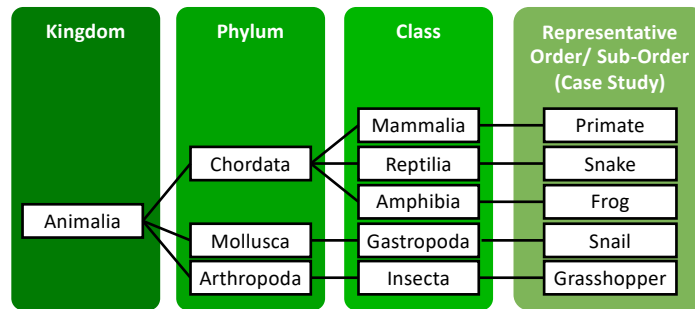 Kingdom
Phylum
Class
Representative
Order/ Sub-Order
(Case Study)
Mammalia
Primate
Chordata
Reptilia
Snake
Amphibia
Frog
Animalia
Mollusca
Gastropoda
Snail
Arthropoda
Insecta
Grasshopper